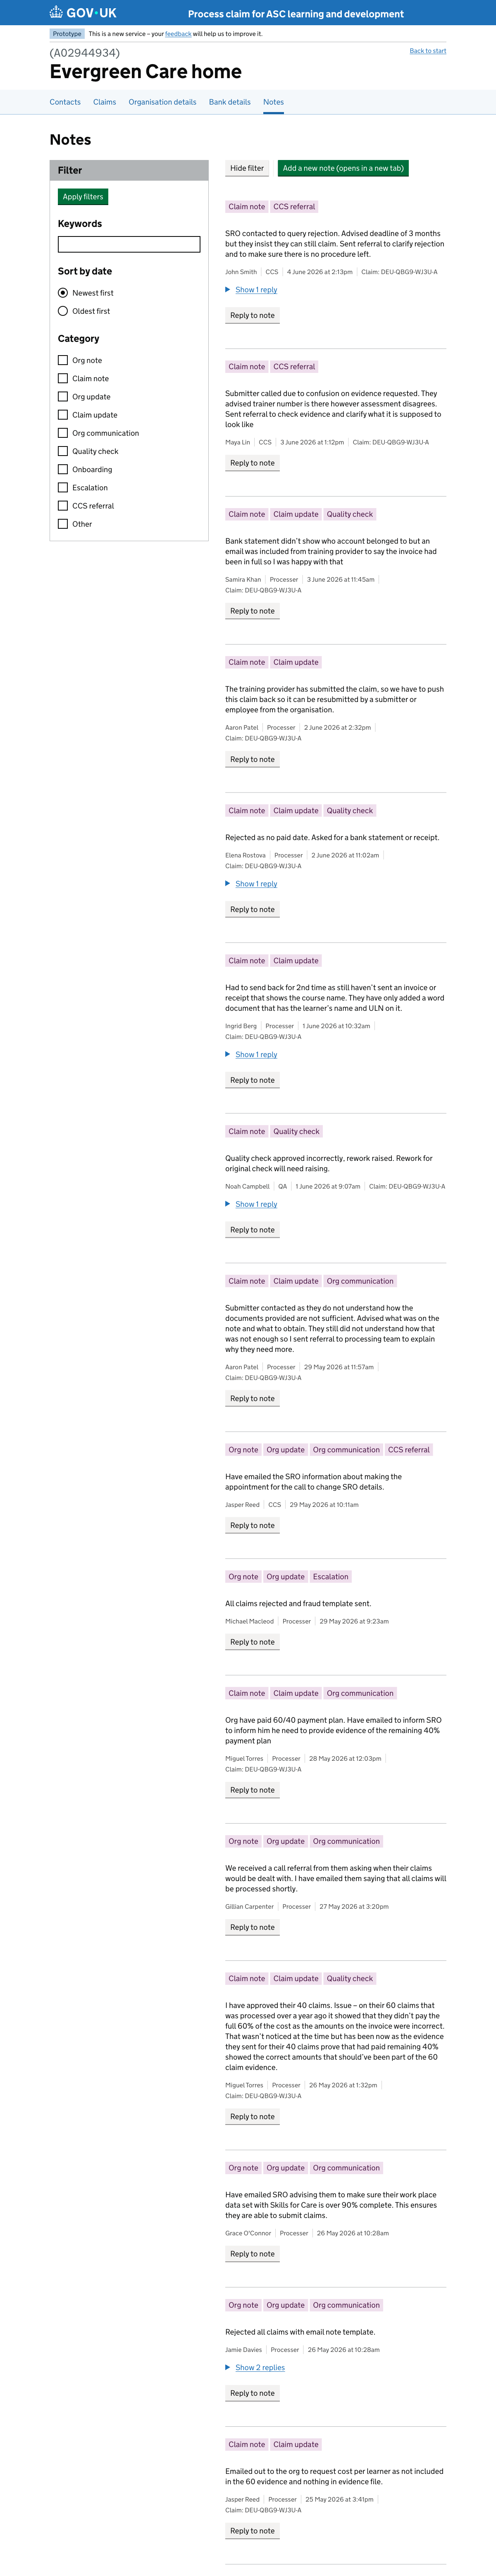 GOV·UK
Process claim for ASC learning and development
Prototype This is a new service – your feedback will help us to improve it.
(A02944934)
Back to start
Evergreen Care home
Contacts Claims Organisation details Bank details Notes
Notes
Filter
Apply filters
Keywords
Sort by date
Newest first
Oldest first
Category
Org note
Claim note
Org update
Claim update
Org communication
Quality check
Onboarding
Escalation
CCS referral
Other
Hide filter Add a new note (opens in a new tab)
Claim note CCS referral
SRO contacted to query rejection. Advised deadline of 3 months
but they insist they can still claim. Sent referral to clarify rejection
and to make sure there is no procedure left.
John Smith CCS 4 June 2026 at 2:13pm Claim: DEU-QBG9-WJ3U-A
Show 1 reply
Reply to note
Claim note CCS referral
Submitter called due to confusion on evidence requested. They
advised trainer number is there however assessment disagrees.
Sent referral to check evidence and clarify what it is supposed to
look like
Maya Lin CCS 3 June 2026 at 1:12pm Claim: DEU-QBG9-WJ3U-A
Reply to note
Claim note Claim update Quality check
Bank statement didn't show who account belonged to but an
email was included from training provider to say the invoice had
been in full so I was happy with that
Samira Khan Processer 3 June 2026 at 11:45am
Claim: DEU-QBG9-WJ3U-A
Reply to note
Claim note Claim update
The training provider has submitted the claim, so we have to push
this claim back so it can be resubmitted by a submitter or
employee from the organisation.
Aaron Patel Processer 2 June 2026 at 2:32pm
Claim: DEU-QBG9-WJ3U-A
Reply to note
Claim note Claim update Quality check
Rejected as no paid date. Asked for a bank statement or receipt.
Elena Rostova Processer 2 June 2026 at 11:02am
Claim: DEU-QBG9-WJ3U-A
Show 1 reply
Reply to note
Claim note Claim update
Had to send back for 2nd time as still haven't sent an invoice or
receipt that shows the course name. They have only added a word
document that has the learner's name and ULN on it.
Ingrid Berg Processer 1 June 2026 at 10:32am
Claim: DEU-QBG9-WJ3U-A
Show 1 reply
Reply to note
Claim note Quality check
Quality check approved incorrectly, rework raised. Rework for
original check will need raising.
Noah Campbell QA 1 June 2026 at 9:07am Claim: DEU-QBG9-WJ3U-A
Show 1 reply
Reply to note
Claim note Claim update Org communication
Submitter contacted as they do not understand how the
documents provided are not sufficient. Advised what was on the
note and what to obtain. They still did not understand how that
was not enough so I sent referral to processing team to explain
why they need more.
Aaron Patel Processer 29 May 2026 at 11:57am
Claim: DEU-QBG9-WJ3U-A
Reply to note
Org note Org update Org communication CCS referral
Have emailed the SRO information about making the
appointment for the call to change SRO details.
Jasper Reed CCS 29 May 2026 at 10:11am
Reply to note
Org note Org update Escalation
All claims rejected and fraud template sent.
Michael Macleod Processer 29 May 2026 at 9:23am
Reply to note
Claim note Claim update Org communication
Org have paid 60/40 payment plan. Have emailed to inform SRO
to inform him he need to provide evidence of the remaining 40%
payment plan
Miguel Torres Processer 28 May 2026 at 12:03pm
Claim: DEU-QBG9-WJ3U-A
Reply to note
Org note Org update Org communication
We received a call referral from them asking when their claims
would be dealt with. I have emailed them saying that all claims will
be processed shortly.
Gillian Carpenter Processer 27 May 2026 at 3:20pm
Reply to note
Claim note Claim update Quality check
I have approved their 40 claims. Issue – on their 60 claims that
was processed over a year ago it showed that they didn't pay the
full 60% of the cost as the amounts on the invoice were incorrect.
That wasn't noticed at the time but has been now as the evidence
they sent for their 40 claims prove that had paid remaining 40%
showed the correct amounts that should've been part of the 60
claim evidence.
Miguel Torres Processer 26 May 2026 at 1:32pm
Claim: DEU-QBG9-WJ3U-A
Reply to note
Org note Org update Org communication
Have emailed SRO advising them to make sure their work place
data set with Skills for Care is over 90% complete. This ensures
they are able to submit claims.
Grace O'Connor Processer 26 May 2026 at 10:28am
Reply to note
Org note Org update Org communication
Rejected all claims with email note template.
Jamie Davies Processer 26 May 2026 at 10:28am
Show 2 replies
Reply to note
Claim note Claim update
Emailed out to the org to request cost per learner as not included
in the 60 evidence and nothing in evidence file.
Jasper Reed Processer 25 May 2026 at 3:41pm
Claim: DEU-QBG9-WJ3U-A
Reply to note